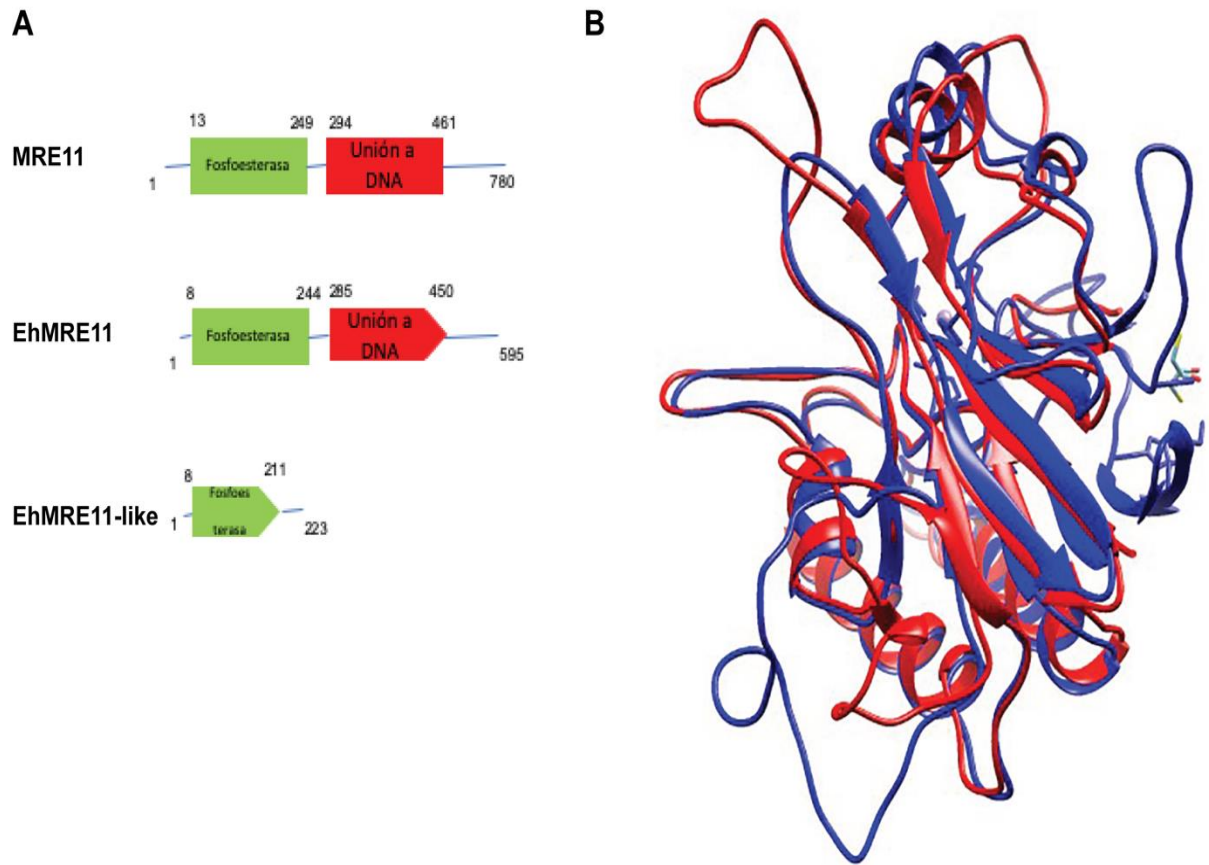 A
B
13 249 294 461
MRE11
Fosfoesterasa
Unión a
DNA
1
780
8 244 285 450
EhMRE11
Fosfoesterasa
Unión a
DNA
1
595
8 211
EhMRE11-like
Fosfoes
terasa
1
223